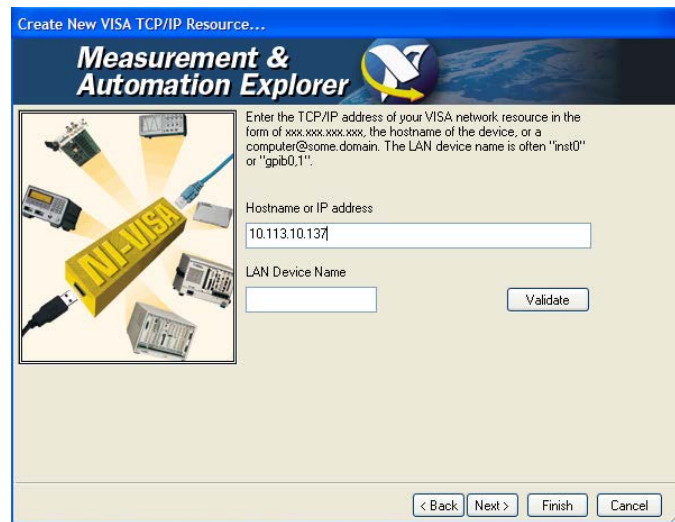 Create New VISA TCP/IP Resource...
Measurement &
Automation Explorer
Enter the TCP/IP address of your VISA network resource in the
form of xxx.xxx.xxx.xxx, the hostname of the device, or a
computer@some.domain. The LAN device name is often "inst0"
or "gpib0,1".
NI-VISA
Hostname or IP address
10.113.10.137
LAN Device Name
Validate
< Back Next > Finish Cancel